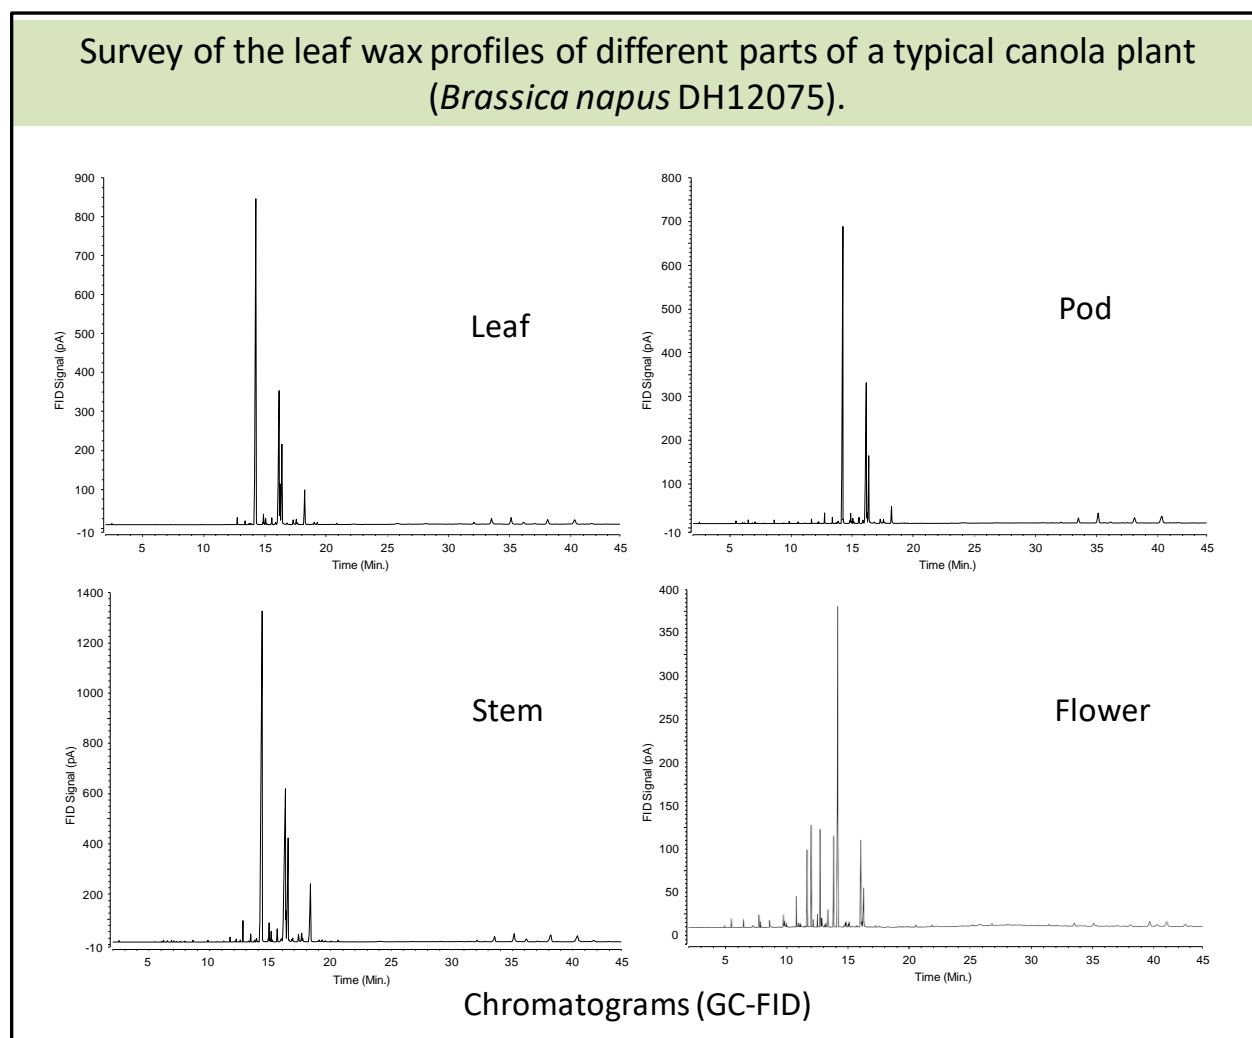 Survey of the leaf wax profiles of different parts of a typical canola plant
(Brassica napus DH12075).
900
800
700
600
500
400
300
200
100
-10
FID Signal (pA)
Leaf
5 10 15 20 25 30 35 40 45
Time (Min.)
800
700
600
500
400
300
200
100
-10
FID Signal (pA)
Pod
5 10 15 20 25 30 35 40 45
Time (Min.)
1400
1200
1000
800
600
400
200
-10
FID Signal (pA)
Stem
5 10 15 20 25 30 35 40 45
Time (Min.)
400
350
300
250
200
150
100
50
0
FID Signal (pA)
Flower
5 10 15 20 25 30 35 40 45
Time (Min.)
Chromatograms (GC-FID)